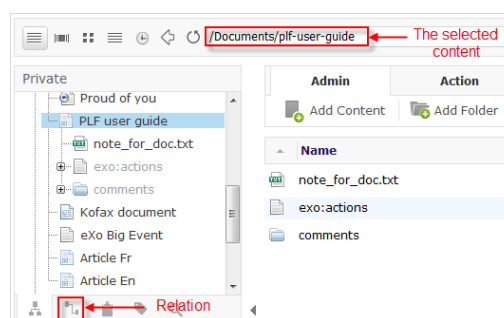 /Documents/plf-user-guide
The selected
content
Private
Proud of you
PLF user guide
note_for_doc.txt
exo:actions
comments
Kofax document
eXo Big Event
Article Fr
Article En
Relation
Admin
Action
Add Content
Add Folder
Name
note_for_doc.txt
exo:actions
comments